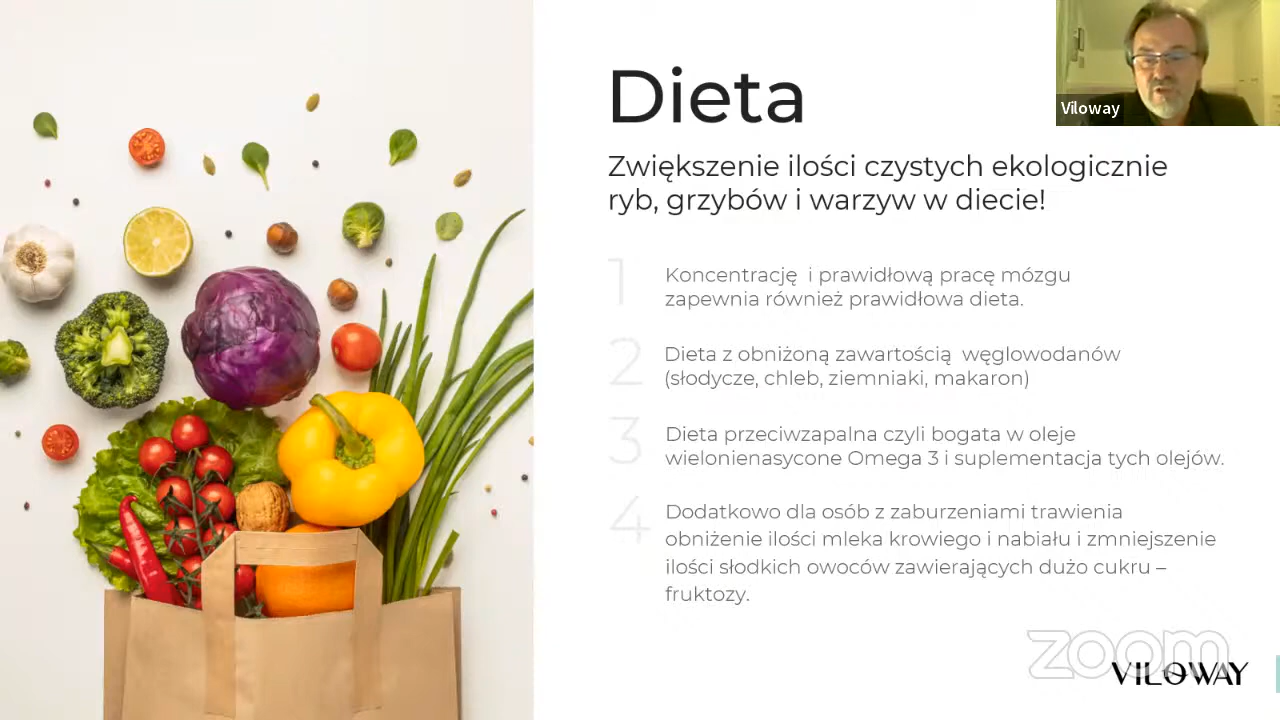 Dieta
Viloway
Zwiększenie ilości czystych ekologicznie
ryb, grzybów i warzyw w diecie!
1
Koncentrację i prawidłową pracę mózgu
zapewnia również prawidłowa dieta.
2
Dieta z obniżoną zawartością węglowodanów
(słodycze, chleb, ziemniaki, makaron)
3
Dieta przeciwzapalna czyli bogata w oleje
wielonienasycone Omega 3 i suplementacja tych olejów.
4
Dodatkowo dla osób z zaburzeniami trawienia
obniżenie ilości mleka krowiego i nabiału i zmniejszenie
ilości słodkich owoców zawierających dużo cukru –
fruktozy.
zoom
VILOWAY